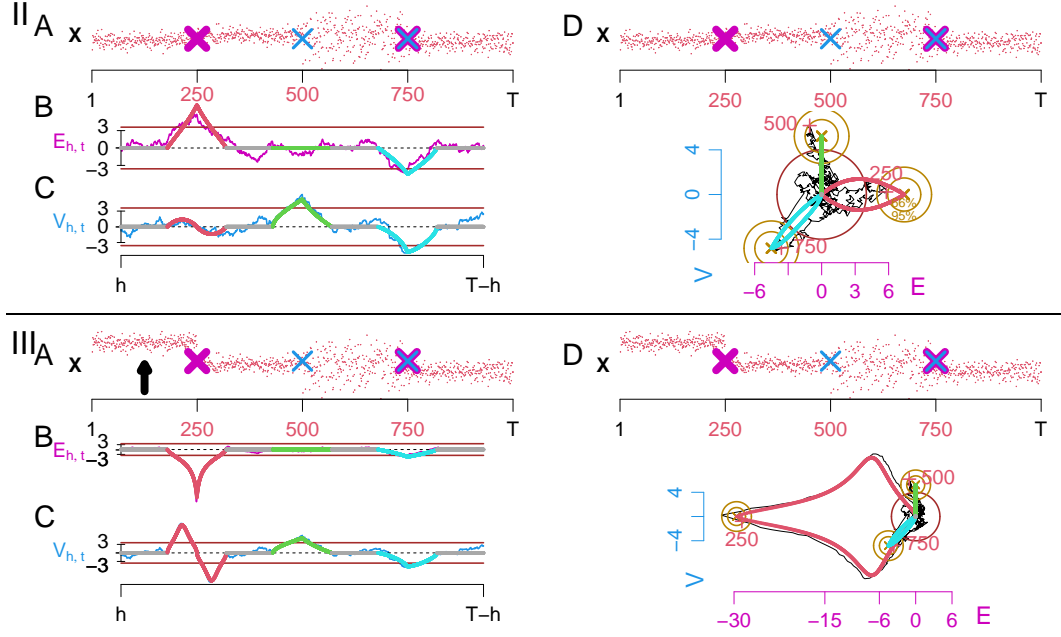 II A x
1 250 500 750 T
B
3
E h, t 0
−3
C
3
V h, t 0
−3
h T−h
D x
1 250 500 750 T
500
250
750
95%
4
0
−4
V
−6 0 3 6 E
III A x
1 250 500 750 T
B
3
E h, t
−3
C
3
V h, t
−3
h T−h
D x
1 250 500 750 T
500
250
750
4
−4
V
−30 −15 −6 0 6 E